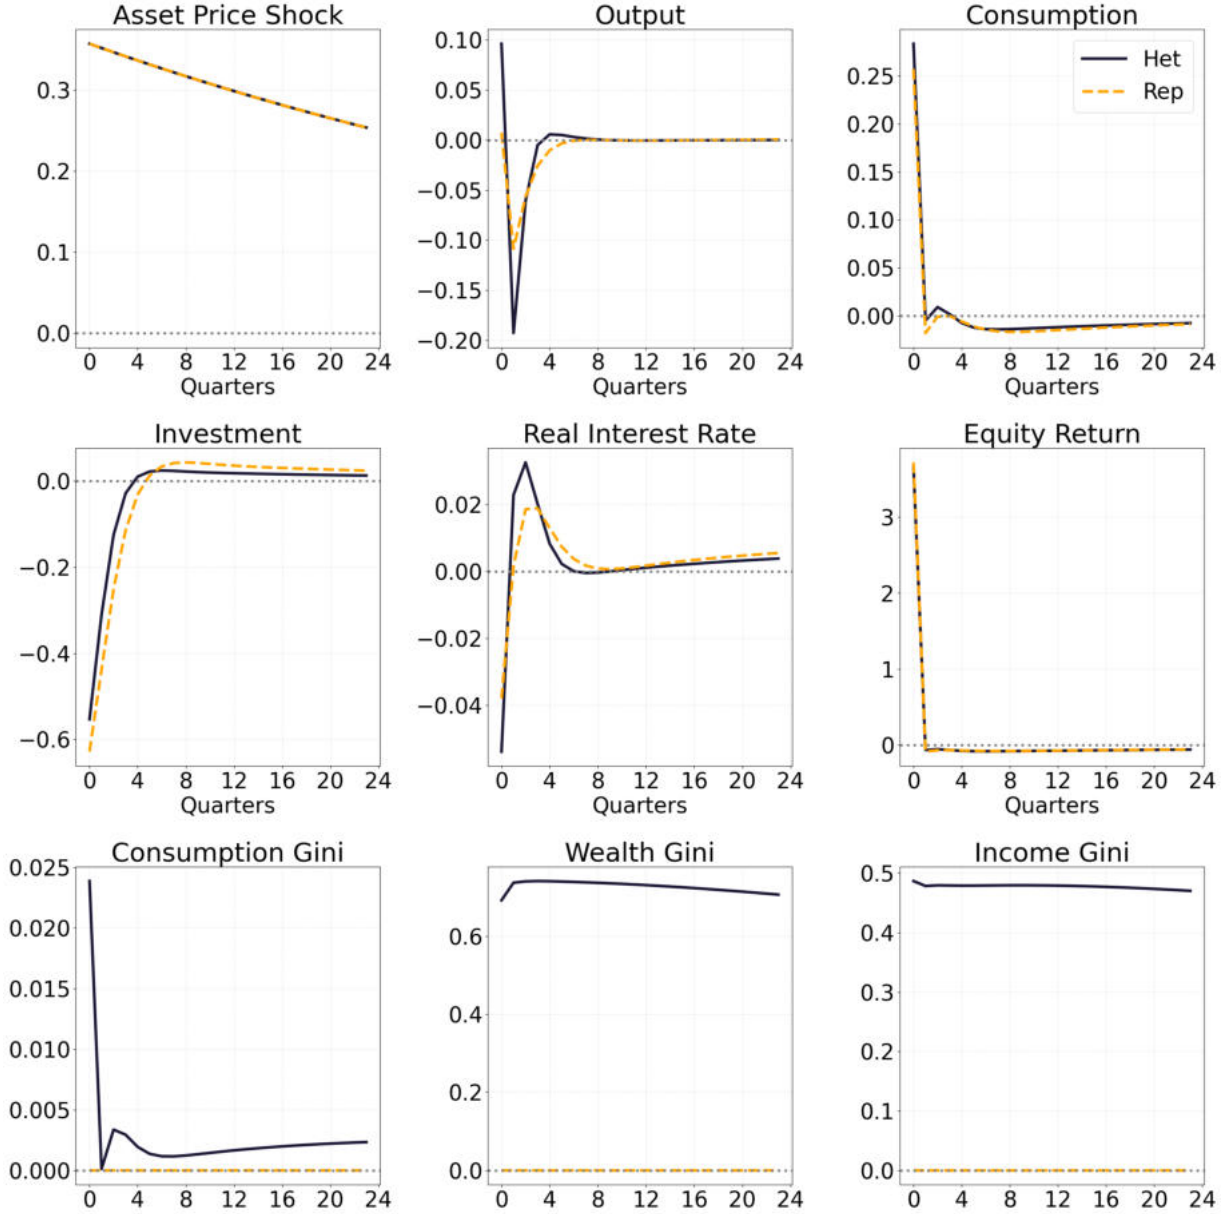 Asset Price Shock
0.3
0.2
0.1
0.0
0 4 8 12 16 20 24
Quarters
Output
0.10
0.05
0.00
−0.05
−0.10
−0.15
−0.20
0 4 8 12 16 20 24
Quarters
Consumption
Het
Rep
0.25
0.20
0.15
0.10
0.05
0.00
0 4 8 12 16 20 24
Quarters
Investment
0.0
−0.2
−0.4
−0.6
0 4 8 12 16 20 24
Quarters
Real Interest Rate
0.02
0.00
−0.02
−0.04
0 4 8 12 16 20 24
Quarters
Equity Return
3
2
1
0
0 4 8 12 16 20 24
Quarters
Consumption Gini
0.025
0.020
0.015
0.010
0.005
0.000
0 4 8 12 16 20 24
Wealth Gini
0.6
0.4
0.2
0.0
0 4 8 12 16 20 24
Income Gini
0.5
0.4
0.3
0.2
0.1
0.0
0 4 8 12 16 20 24